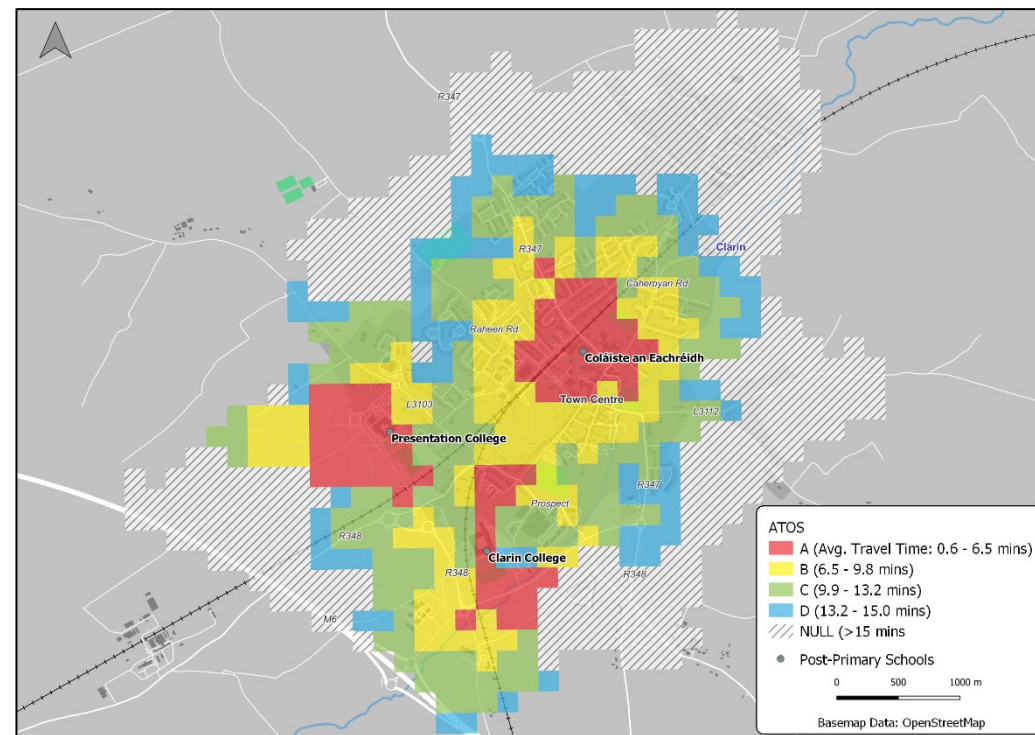 R347
Clarin
R347
Caheroyan Rd
Raheen Rd
Coláiste an Eachréidh
Town Centre
L3103
L3112
Presentation College
R347
Prospect
R348
Clarin College
R348
R348
M6
ATOS
A (Avg. Travel Time: 0.6 - 6.5 mins)
B (6.5 - 9.8 mins)
C (9.9 - 13.2 mins)
D (13.2 - 15.0 mins)
NULL (>15 mins
Post-Primary Schools
0 500 1000 m
Basemap Data: OpenStreetMap